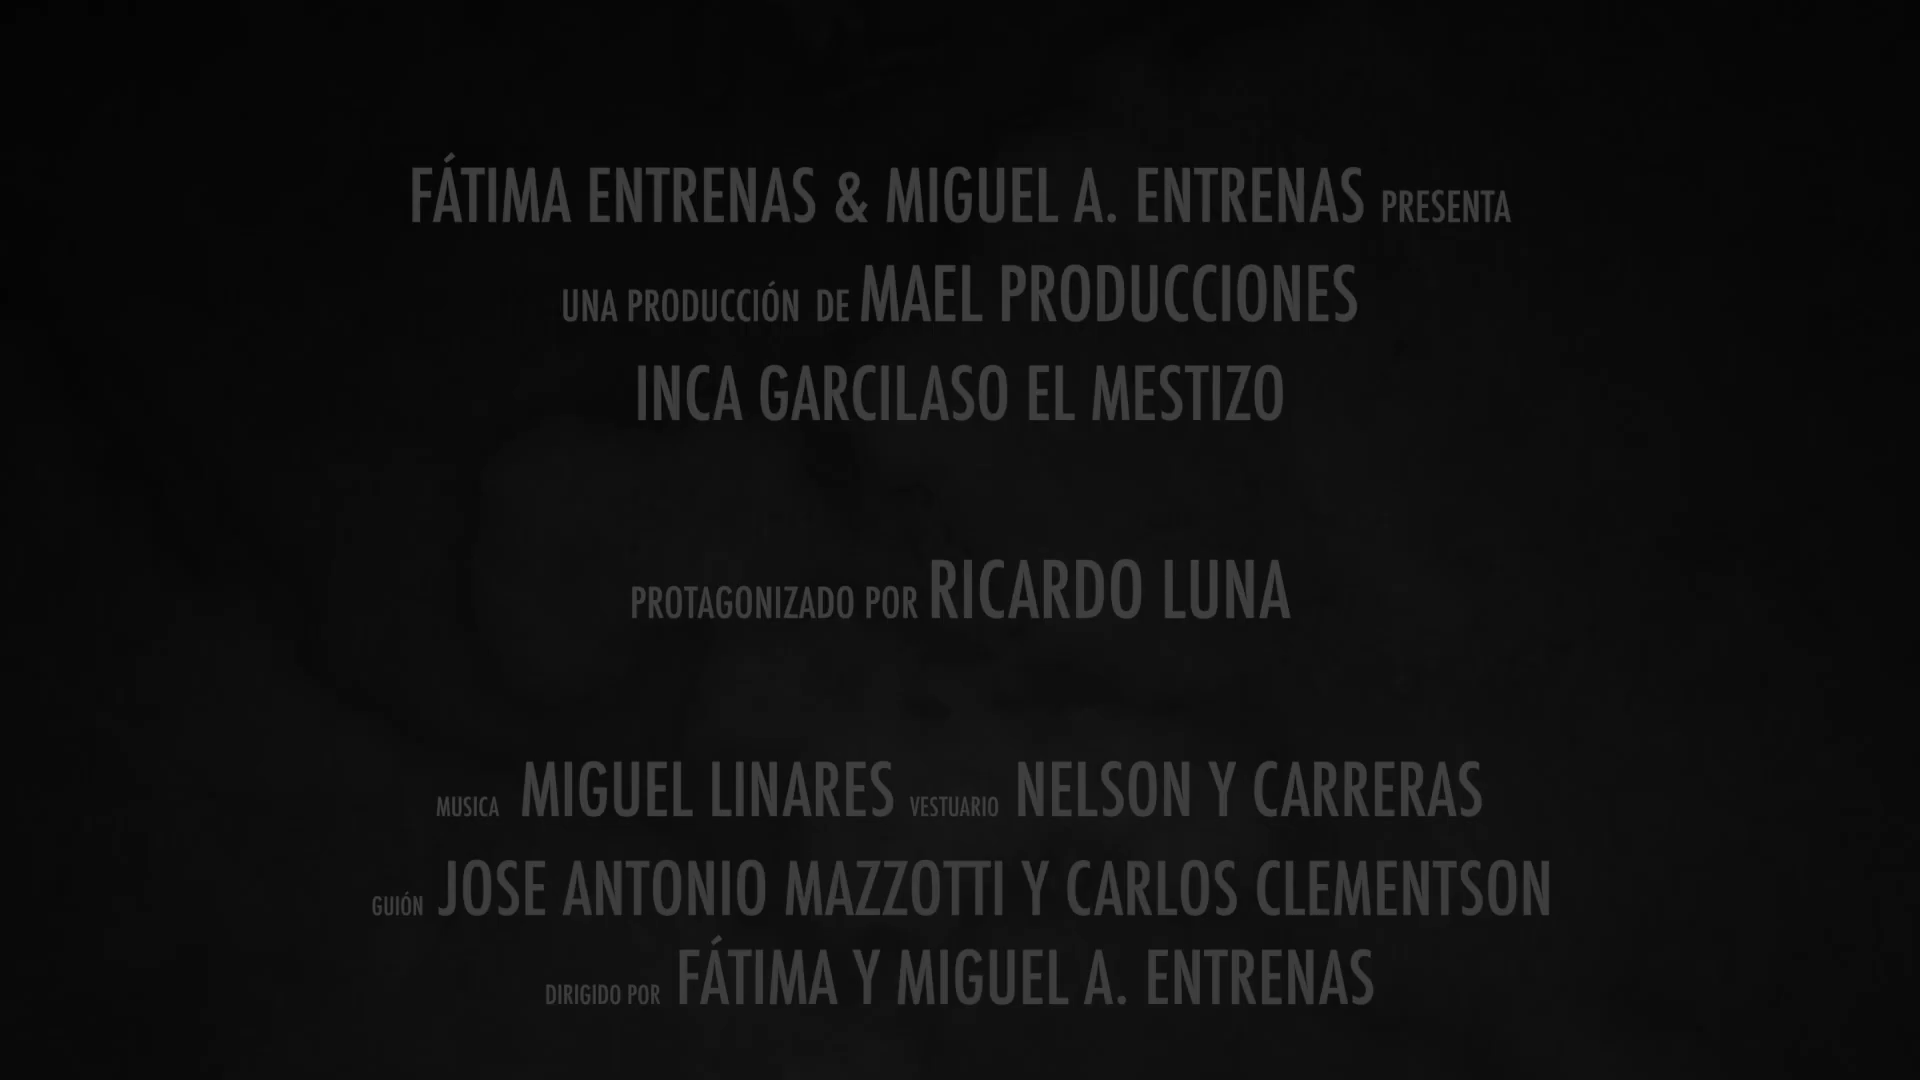 FÁTIMA ENTRENAS & MIGUEL A. ENTRENAS PRESENTA
UNA PRODUCCIÓN DE MAEL PRODUCCIONES
INCA GARCILASO EL MESTIZO
PROTAGONIZADO POR RICARDO LUNA
MUSICA MIGUEL LINARES VESTUARIO NELSON Y CARRERAS
GUIÓN JOSE ANTONIO MAZZOTTI Y CARLOS CLEMENTSON
DIRIGIDO POR FÁTIMA Y MIGUEL A. ENTRENAS